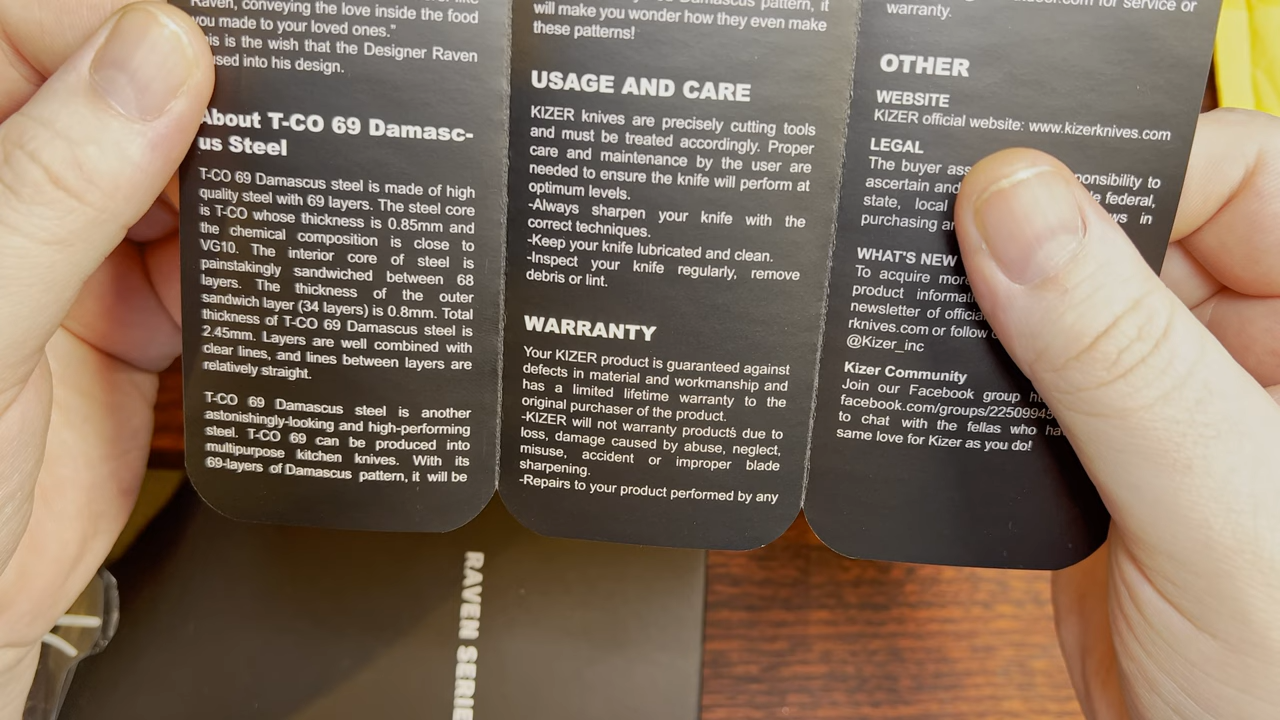 Raven, conveying the love inside the food
you made to your loved ones."
is is the wish that the Designer Raven
used into his design.
About T-CO 69 Damasc-
us Steel
T-CO 69 Damascus steel is made of high
quality steel with 69 layers. The steel core
is T-CO whose thickness is 0.85mm and
the chemical composition is close to
VG10. The interior core of steel is
painstakingly sandwiched between 68
layers. The thickness of the outer
sandwich layer (34 layers) is 0.8mm. Total
thickness of T-CO 69 Damascus steel is
2.45mm. Layers are well combined with
clear lines, and lines between layers are
relatively straight.
T-CO 69 Damascus steel is another
astonishingly-looking and high-performing
steel. T-CO 69 can be produced into
multipurpose kitchen knives. With its
69-layers of Damascus pattern, it will be
Damascus pattern, it
will make you wonder how they even make
these patterns!
USAGE AND CARE
KIZER knives are precisely cutting tools
and must be treated accordingly. Proper
care and maintenance by the user are
needed to ensure the knife will perform at
optimum levels.
-Always sharpen your knife with the
correct techniques.
-Keep your knife lubricated and clean.
-Inspect your knife regularly, remove
debris or lint.
WARRANTY
Your KIZER product is guaranteed against
defects in material and workmanship and
has a limited lifetime warranty to the
original purchaser of the product.
-KIZER will not warranty products due to
loss, damage caused by abuse, neglect,
misuse, accident or improper blade
sharpening.
-Repairs to your product performed by any
for service or
warranty.
OTHER
WEBSITE
KIZER official website: www.kizerknives.com
LEGAL
The buyer ass onsibility to
ascertain and le federal,
state, local ws in
purchasing a
WHAT'S NEW
To acquire more
product informati
newsletter of officia
rknives.com or follow
@Kizer_inc
Kizer Community
Join our Facebook group ht
facebook.com/groups/22509945
to chat with the fellas who ha
same love for Kizer as you do!
RAVEN SERIE